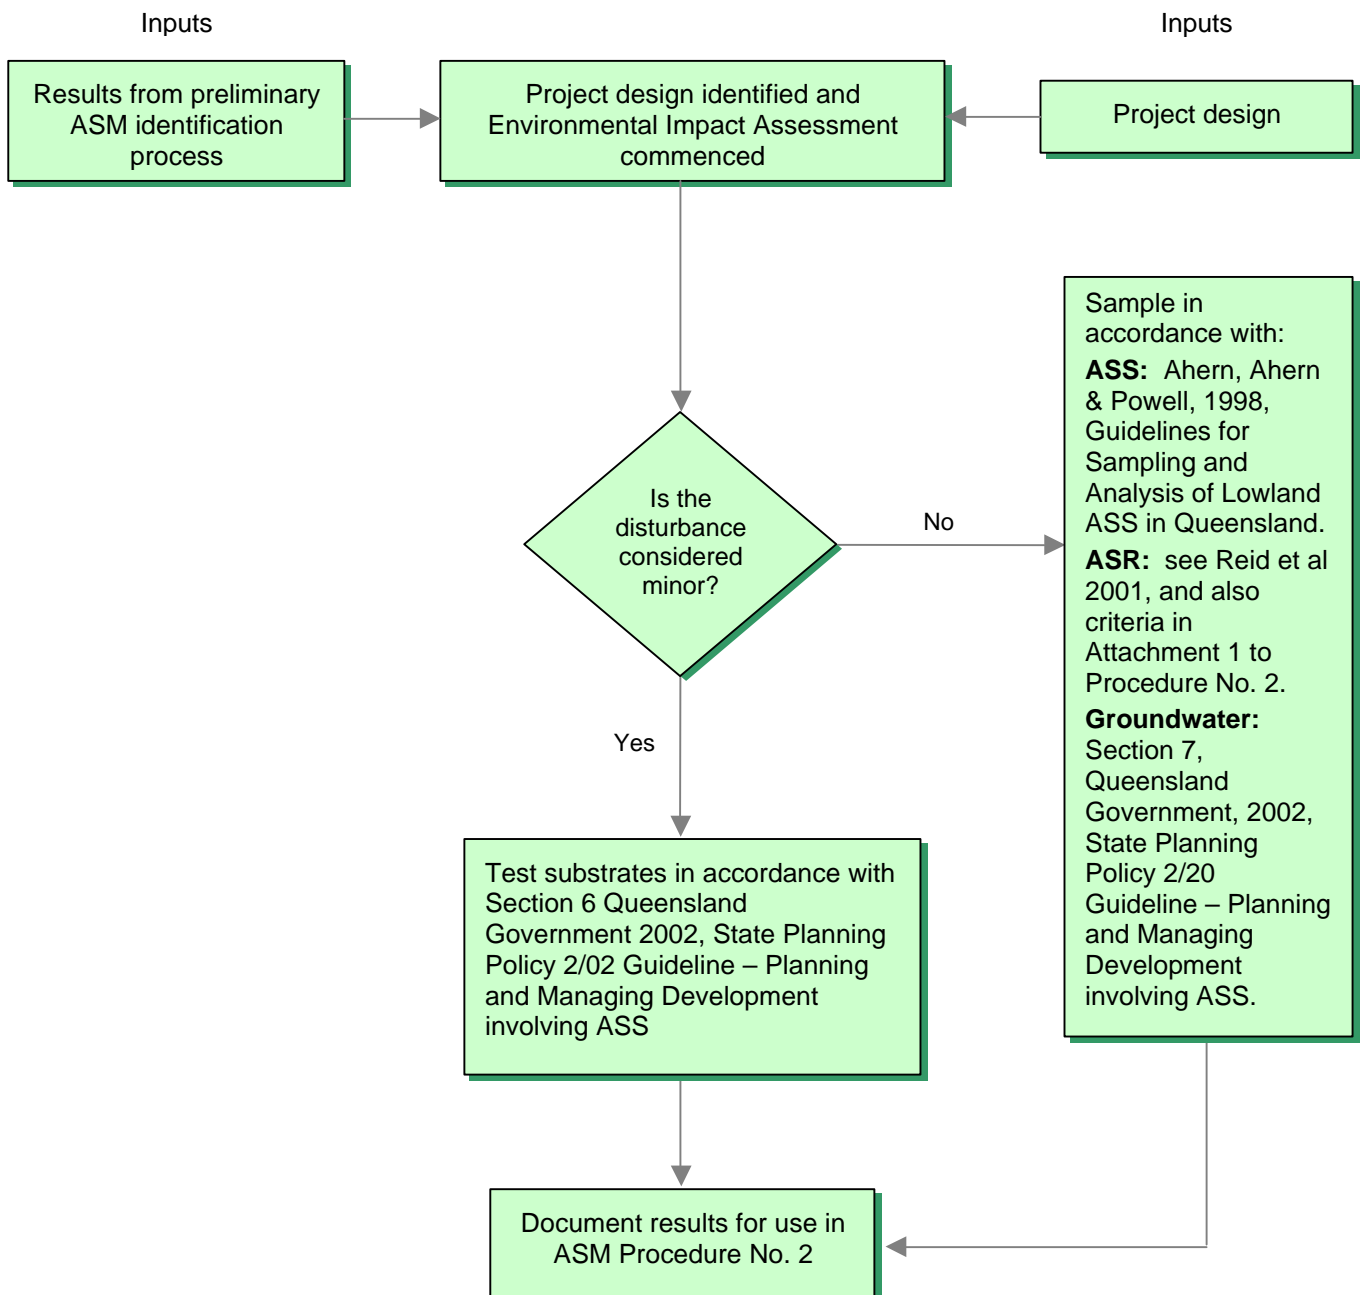 Inputs
Inputs
Results from preliminary
ASM identification
process
Project design identified and
Environmental Impact Assessment
commenced
Project design
Is the
disturbance
considered
minor?
No
Yes
Sample in
accordance with:
ASS: Ahern, Ahern
& Powell, 1998,
Guidelines for
Sampling and
Analysis of Lowland
ASS in Queensland.
ASR: see Reid et al
2001, and also
criteria in
Attachment 1 to
Procedure No. 2.
Groundwater:
Section 7,
Queensland
Government, 2002,
State Planning
Policy 2/20
Guideline – Planning
and Managing
Development
involving ASS.
Test substrates in accordance with
Section 6 Queensland
Government 2002, State Planning
Policy 2/02 Guideline – Planning
and Managing Development
involving ASS
Document results for use in
ASM Procedure No. 2